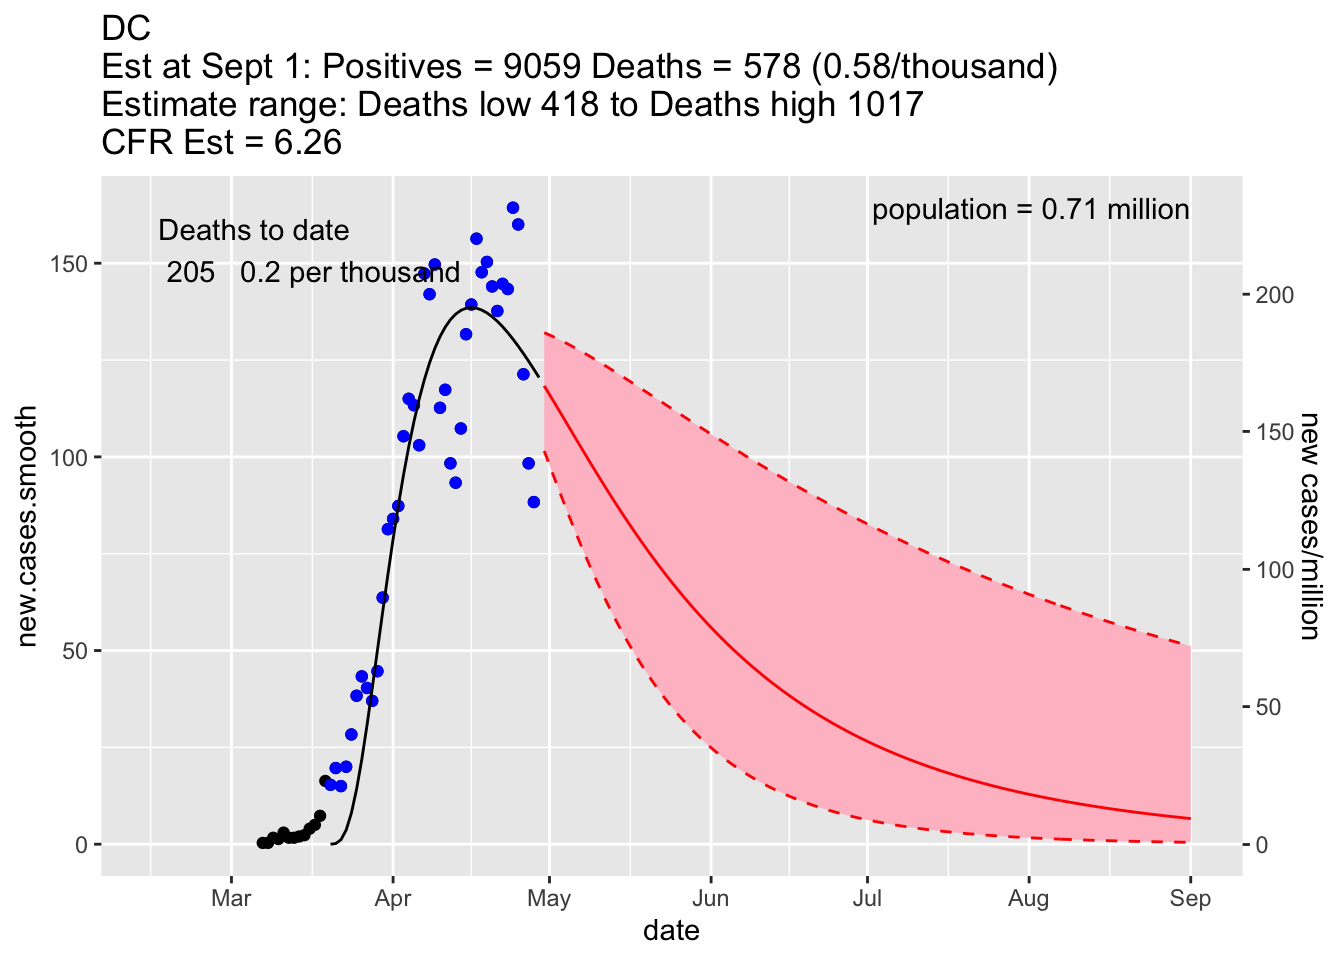 DC
Est at Sept 1: Positives = 9059 Deaths = 578 (0.58/thousand)
Estimate range: Deaths low 418 to Deaths high 1017
CFR Est = 6.26
population = 0.71 million
Deaths to date
205 0.2 per thousand
new.cases.smooth
150
100
50
0
new cases/million
200
150
100
50
0
Mar Apr May Jun Jul Aug Sep
date